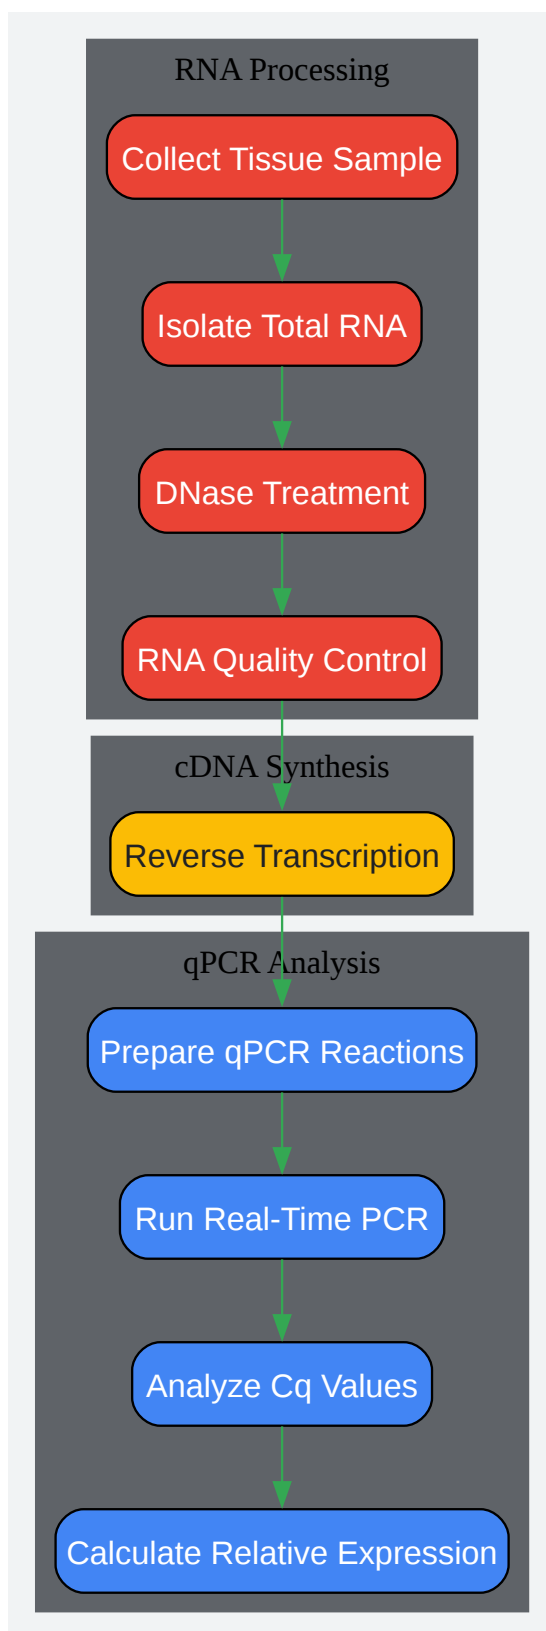 RNA Processing
Collect Tissue Sample
Isolate Total RNA
DNase Treatment
RNA Quality Control
cDNA Synthesis
Reverse Transcription
qPCR Analysis
Prepare qPCR Reactions
Run Real-Time PCR
Analyze Cq Values
Calculate Relative Expression